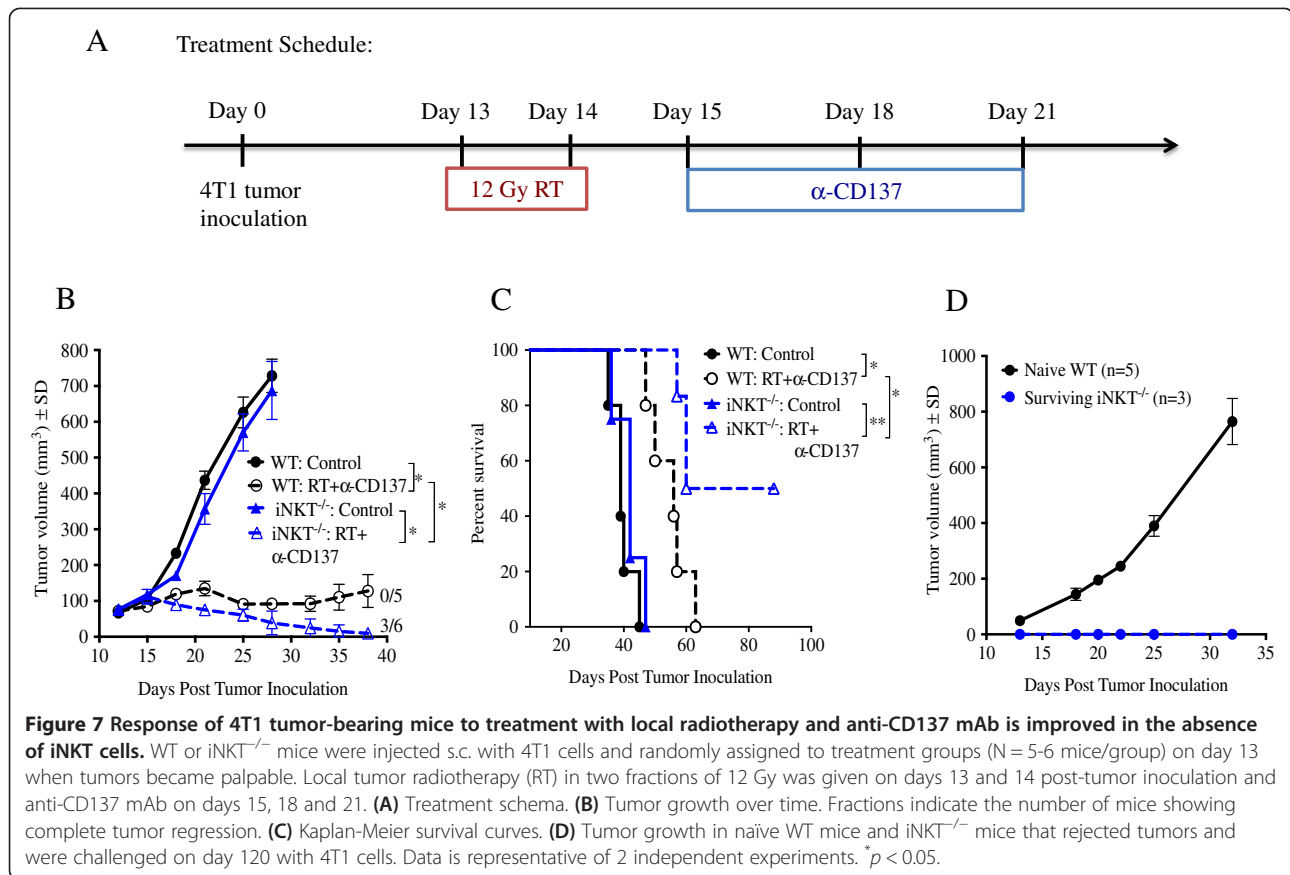 A
Treatment Schedule:
Day 0
Day 13
Day 14
Day 15
Day 18
Day 21
4T1 tumor
inoculation
12 Gy RT
α-CD137
B
Tumor volume (mm³) ± SD
800
700
600
500
400
300
200
100
0
10
15
20
25
30
35
40
Days Post Tumor Inoculation
WT: Control
WT: RT+α-CD137
iNKT⁻/⁻: Control
iNKT⁻/⁻: RT+
α-CD137
*
*
*
0/5
3/6
C
Percent survival
100
80
60
40
20
0
20
40
60
80
100
Days Post Tumor Inoculation
WT: Control
WT: RT+α-CD137
iNKT⁻/⁻: Control
iNKT⁻/⁻: RT+
α-CD137
*
**
*
D
Tumor volume (mm³) ± SD
1000
800
600
400
200
0
10
15
20
25
30
35
Days Post Tumor Inoculation
Naive WT (n=5)
Surviving iNKT⁻/⁻ (n=3)
Figure 7 Response of 4T1 tumor-bearing mice to treatment with local radiotherapy and anti-CD137 mAb is improved in the absence
of iNKT cells. WT or iNKT⁻/⁻ mice were injected s.c. with 4T1 cells and randomly assigned to treatment groups (N = 5-6 mice/group) on day 13
when tumors became palpable. Local tumor radiotherapy (RT) in two fractions of 12 Gy was given on days 13 and 14 post-tumor inoculation and
anti-CD137 mAb on days 15, 18 and 21. (A) Treatment schema. (B) Tumor growth over time. Fractions indicate the number of mice showing
complete tumor regression. (C) Kaplan-Meier survival curves. (D) Tumor growth in naïve WT mice and iNKT⁻/⁻ mice that rejected tumors and
were challenged on day 120 with 4T1 cells. Data is representative of 2 independent experiments. *p < 0.05.